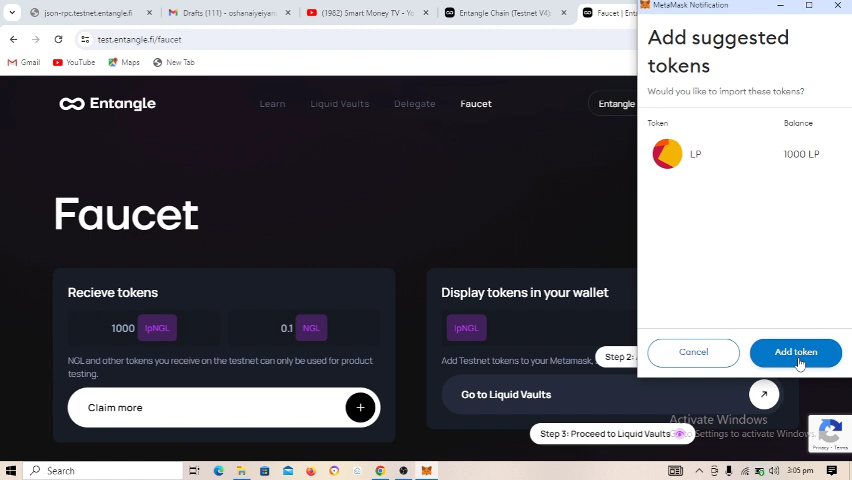 json-rpc.testnet.entangle.fi/
Drafts (111) - oshanaiyelyam
(1982) Smart Money TV - Yo
Entangle Chain (Testnet V4)
Faucet | Ent
MetaMask Notification
test.entangle.fi/faucet
Gmail
YouTube
Maps
New Tab
Add suggested
tokens
Would you like to import these tokens?
Token
Balance
LP
1000 LP
Cancel
Add token
Entangle
Learn
Liquid Vaults
Delegate
Faucet
Entangle
Faucet
Recieve tokens
1000 lpNGL
0.1 NGL
NGL and other tokens you receive on the testnet can only be used for product
testing.
Claim more
Display tokens in your wallet
lpNGL
Step 2:
Add Testnet tokens to your Metamask,
Go to Liquid Vaults
Step 3: Proceed to Liquid Vaults
Activate Windows
Settings to activate Windows.
Privacy - Terms
Search
3:05 pm